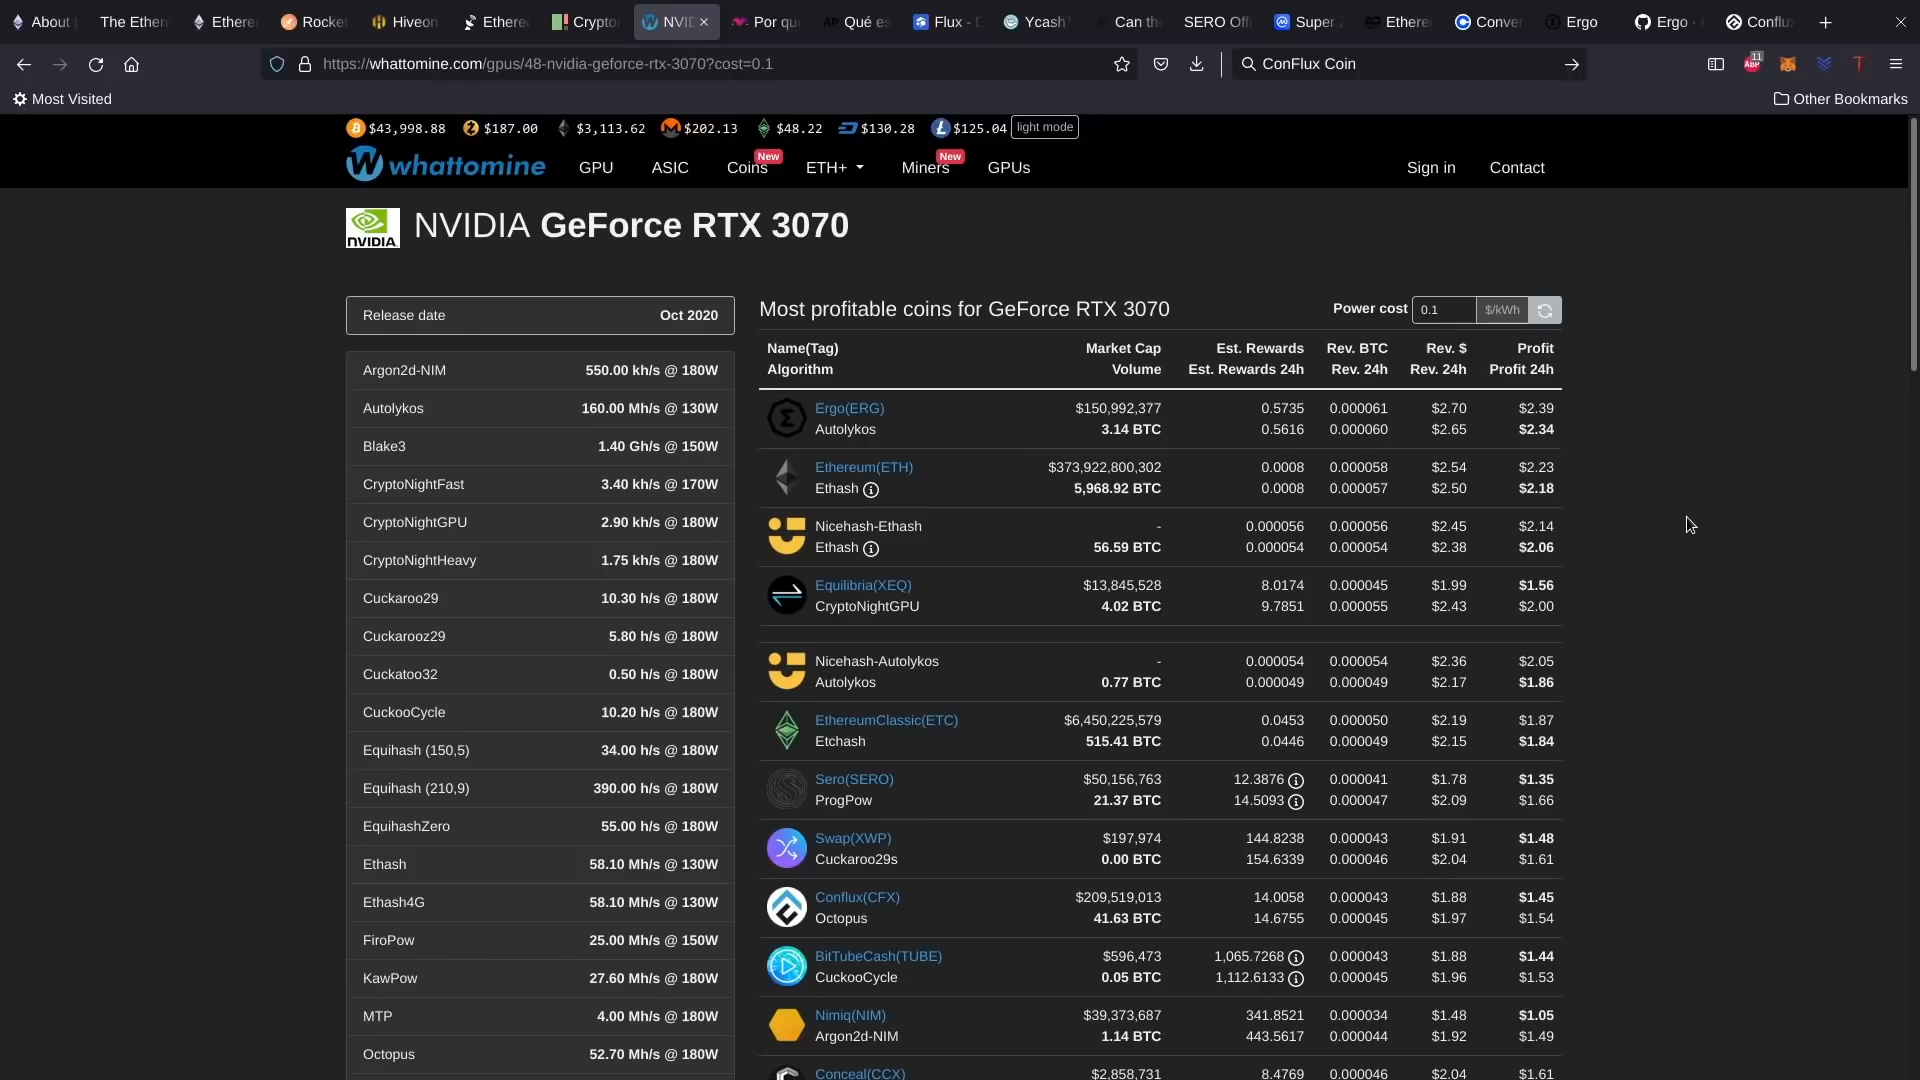 About
The Ether
Ethere
Rocket
Hiveon
Ethere
Crypto
NVI
Por qu
Qué es
Flux -
Ycash
Can th
SERO Offi
Super
Ethere
Conver
Ergo
Ergo ·
Conflu
https://whattomine.com/gpus/48-nvidia-geforce-rtx-3070?cost=0.1
ConFlux Coin
11
ABP
Most Visited
Other Bookmarks
$43,998.88 $187.00 $3,113.62 $202.13 $48.22 $130.28 $125.04 light mode
whattomine GPU ASIC Coins New ETH+ Miners New GPUs Sign in Contact
NVIDIA
NVIDIA GeForce RTX 3070
Release date Oct 2020
Argon2d-NIM 550.00 kh/s @ 180W
Autolykos 160.00 Mh/s @ 130W
Blake3 1.40 Gh/s @ 150W
CryptoNightFast 3.40 kh/s @ 170W
CryptoNightGPU 2.90 kh/s @ 180W
CryptoNightHeavy 1.75 kh/s @ 180W
Cuckaroo29 10.30 h/s @ 180W
Cuckarooz29 5.80 h/s @ 180W
Cuckatoo32 0.50 h/s @ 180W
CuckooCycle 10.20 h/s @ 180W
Equihash (150,5) 34.00 h/s @ 180W
Equihash (210,9) 390.00 h/s @ 180W
EquihashZero 55.00 h/s @ 180W
Ethash 58.10 Mh/s @ 130W
Ethash4G 58.10 Mh/s @ 130W
FiroPow 25.00 Mh/s @ 150W
KawPow 27.60 Mh/s @ 180W
MTP 4.00 Mh/s @ 180W
Octopus 52.70 Mh/s @ 180W
Most profitable coins for GeForce RTX 3070 Power cost 0.1 $/kWh
Name(Tag) Market Cap Est. Rewards Rev. BTC Rev. $ Profit
Algorithm Volume Est. Rewards 24h Rev. 24h Rev. 24h Profit 24h
Ergo(ERG) $150,992,377 0.5735 0.000061 $2.70 $2.39
Autolykos 3.14 BTC 0.5616 0.000060 $2.65 $2.34
Ethereum(ETH) $373,922,800,302 0.0008 0.000058 $2.54 $2.23
Ethash 5,968.92 BTC 0.0008 0.000057 $2.50 $2.18
Nicehash-Ethash - 0.000056 0.000056 $2.45 $2.14
Ethash 56.59 BTC 0.000054 0.000054 $2.38 $2.06
Equilibria(XEQ) $13,845,528 8.0174 0.000045 $1.99 $1.56
CryptoNightGPU 4.02 BTC 9.7851 0.000055 $2.43 $2.00
Nicehash-Autolykos - 0.000054 0.000054 $2.36 $2.05
Autolykos 0.77 BTC 0.000049 0.000049 $2.17 $1.86
EthereumClassic(ETC) $6,450,225,579 0.0453 0.000050 $2.19 $1.87
Etchash 515.41 BTC 0.0446 0.000049 $2.15 $1.84
Sero(SERO) $50,156,763 12.3876 0.000041 $1.78 $1.35
ProgPow 21.37 BTC 14.5093 0.000047 $2.09 $1.66
Swap(XWP) $197,974 144.8238 0.000043 $1.91 $1.48
Cuckaroo29s 0.00 BTC 154.6339 0.000046 $2.04 $1.61
Conflux(CFX) $209,519,013 14.0058 0.000043 $1.88 $1.45
Octopus 41.63 BTC 14.6755 0.000045 $1.97 $1.54
BitTubeCash(TUBE) $596,473 1,065.7268 0.000043 $1.88 $1.44
CuckooCycle 0.05 BTC 1,112.6133 0.000045 $1.96 $1.53
Nimiq(NIM) $39,373,687 341.8521 0.000034 $1.48 $1.05
Argon2d-NIM 1.14 BTC 443.5617 0.000044 $1.92 $1.49
Conceal(CCX) $2,858,731 8.4769 0.000046 $2.04 $1.61